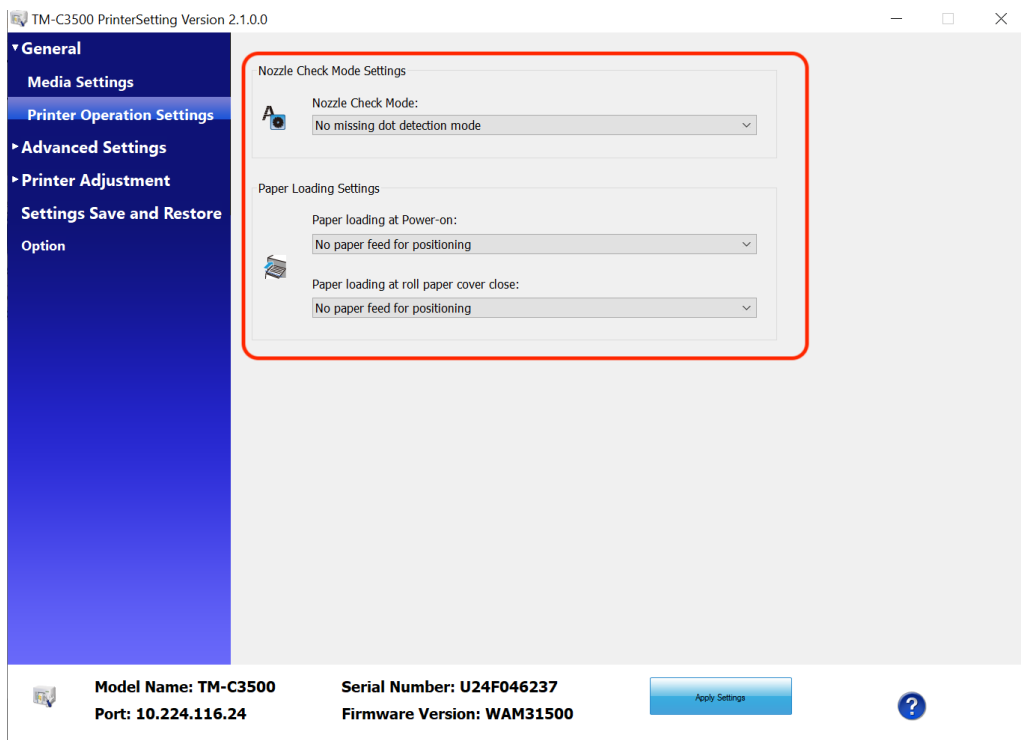 TM-C3500 PrinterSetting Version 2.1.0.0
General
Media Settings
Printer Operation Settings
Advanced Settings
Printer Adjustment
Settings Save and Restore
Option
Nozzle Check Mode Settings
Nozzle Check Mode:
No missing dot detection mode
Paper Loading Settings
Paper loading at Power-on:
No paper feed for positioning
Paper loading at roll paper cover close:
No paper feed for positioning
Model Name: TM-C3500
Port: 10.224.116.24
Serial Number: U24F046237
Firmware Version: WAM31500
Apply Settings
?